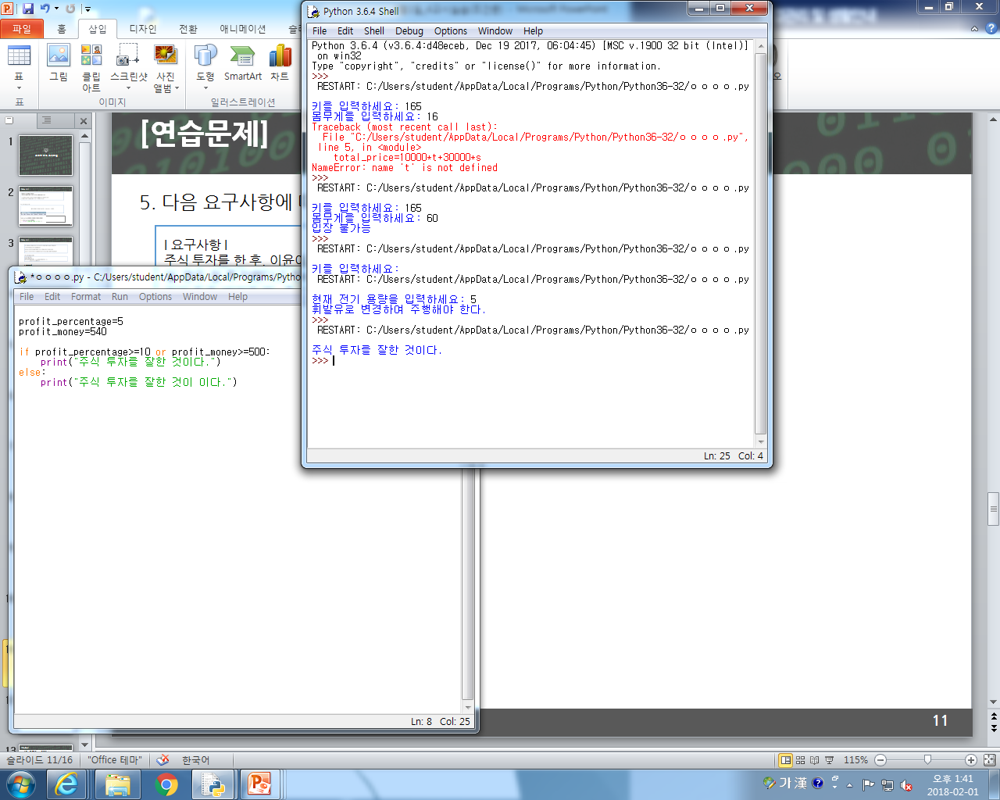 파일
홈
삽입
디자인
전환
애니메이션
표
그림
클립
아트
스크린샷
사진
앨범
도형
SmartArt
차트
표
이미지
일러스트레이션
1
2
3
[연습문제]
5. 다음 요구사항에
I 요구사항 I
주식 투자를 한 후, 이윤이
*ㅇㅇㅇㅇ.py - C:/Users/student/AppData/Local/Programs/Pytho
File Edit Format Run Options Window Help
profit_percentage=5
profit_money=540
if profit_percentage>=10 or profit_money>=500:
print("주식 투자를 잘한 것이다.")
else:
print("주식 투자를 잘한 것이 이다.")
Ln: 8 Col: 25
Python 3.6.4 Shell
File Edit Shell Debug Options Window Help
Python 3.6.4 (v3.6.4:d48eceb, Dec 19 2017, 06:04:45) [MSC v.1900 32 bit (Intel)]
on win32
Type "copyright", "credits" or "license()" for more information.
>>>
RESTART: C:/Users/student/AppData/Local/Programs/Python/Python36-32/ㅇㅇㅇㅇ.py
키를 입력하세요: 165
몸무게를 입력하세요: 16
Traceback (most recent call last):
File "C:/Users/student/AppData/Local/Programs/Python/Python36-32/ㅇㅇㅇㅇ.py",
line 5, in <module>
total_price=10000*t+30000*s
NameError: name 't' is not defined
>>>
RESTART: C:/Users/student/AppData/Local/Programs/Python/Python36-32/ㅇㅇㅇㅇ.py
키를 입력하세요: 165
몸무게를 입력하세요: 60
입장 불가능
>>>
RESTART: C:/Users/student/AppData/Local/Programs/Python/Python36-32/ㅇㅇㅇㅇ.py
키를 입력하세요:
RESTART: C:/Users/student/AppData/Local/Programs/Python/Python36-32/ㅇㅇㅇㅇ.py
현재 전기 용량을 입력하세요: 5
휘발유로 변경하여 주행해야 한다.
>>>
RESTART: C:/Users/student/AppData/Local/Programs/Python/Python36-32/ㅇㅇㅇㅇ.py
주식 투자를 잘한 것이다.
>>>
Ln: 25 Col: 4
11
13
슬라이드 11/16 "Office 테마" 한국어
115%
가 漢
오후 1:41
2018-02-01